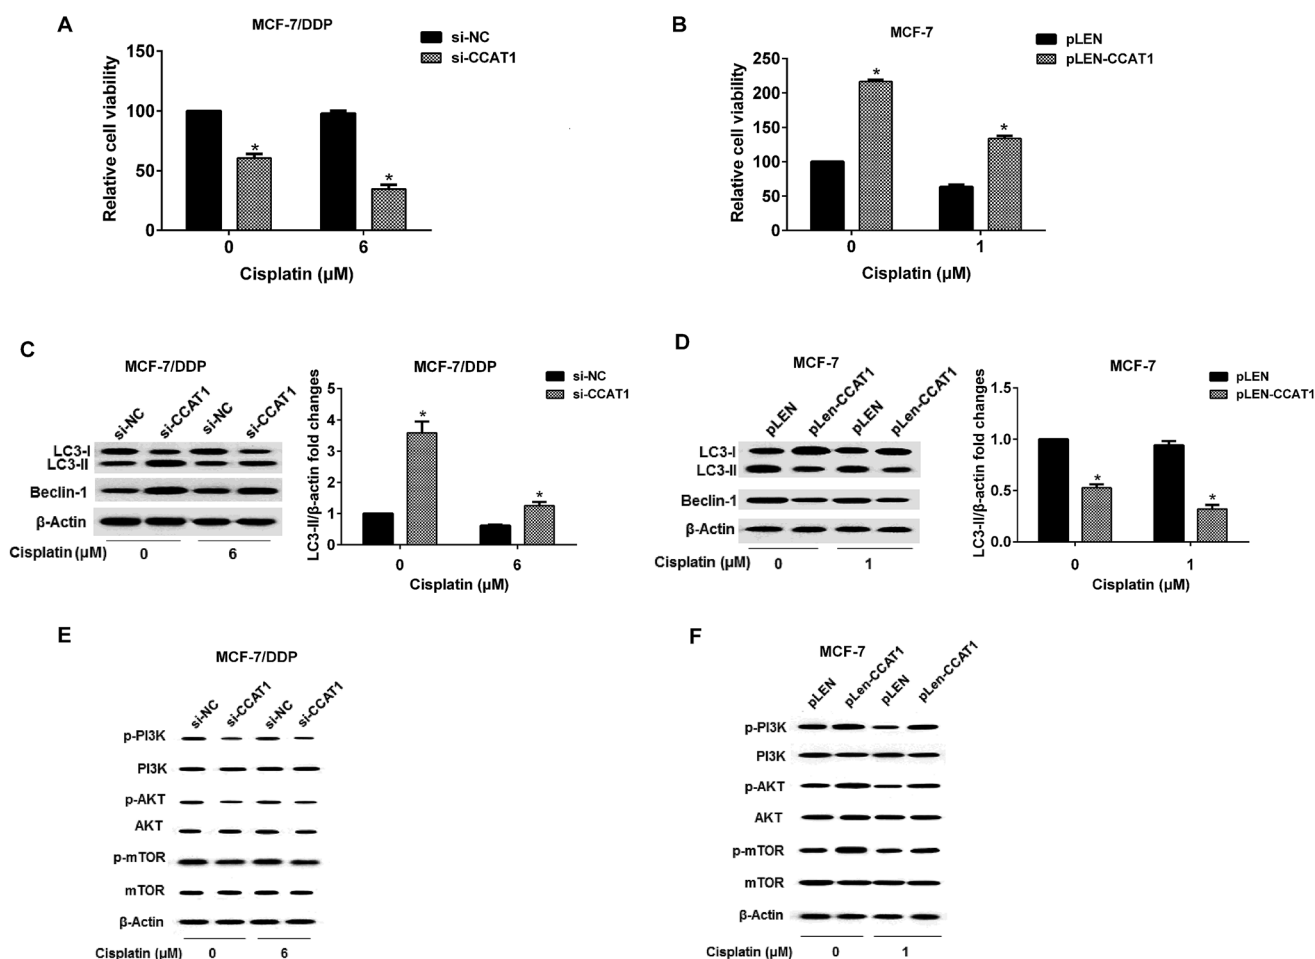 A
MCF-7/DDP
si-NC
si-CCAT1
150
100
50
0
Relative cell viability
*
*
0
6
Cisplatin (μM)
B
MCF-7
pLEN
pLEN-CCAT1
250
200
150
100
50
0
Relative cell viability
*
*
0
1
Cisplatin (μM)
C
MCF-7/DDP
si-NC
si-CCAT1
si-NC
si-CCAT1
LC3-I
LC3-II
Beclin-1
β-Actin
Cisplatin (μM)
0
6
MCF-7/DDP
si-NC
si-CCAT1
5
4
3
2
1
0
LC3-II/β-actin fold changes
*
*
0
6
Cisplatin (μM)
D
MCF-7
pLEN
pLen-CCAT1
pLEN
pLen-CCAT1
LC3-I
LC3-II
Beclin-1
β-Actin
Cisplatin (μM)
0
1
MCF-7
pLEN
pLEN-CCAT1
1.5
1.0
0.5
0.0
LC3-II/β-actin fold changes
*
*
0
1
Cisplatin (μM)
E
MCF-7/DDP
si-NC
si-CCAT1
si-NC
si-CCAT1
p-PI3K
PI3K
p-AKT
AKT
p-mTOR
mTOR
β-Actin
Cisplatin (μM)
0
6
F
MCF-7
pLEN
pLen-CCAT1
pLEN
pLen-CCAT1
p-PI3K
PI3K
p-AKT
AKT
p-mTOR
mTOR
β-Actin
Cisplatin (μM)
0
1